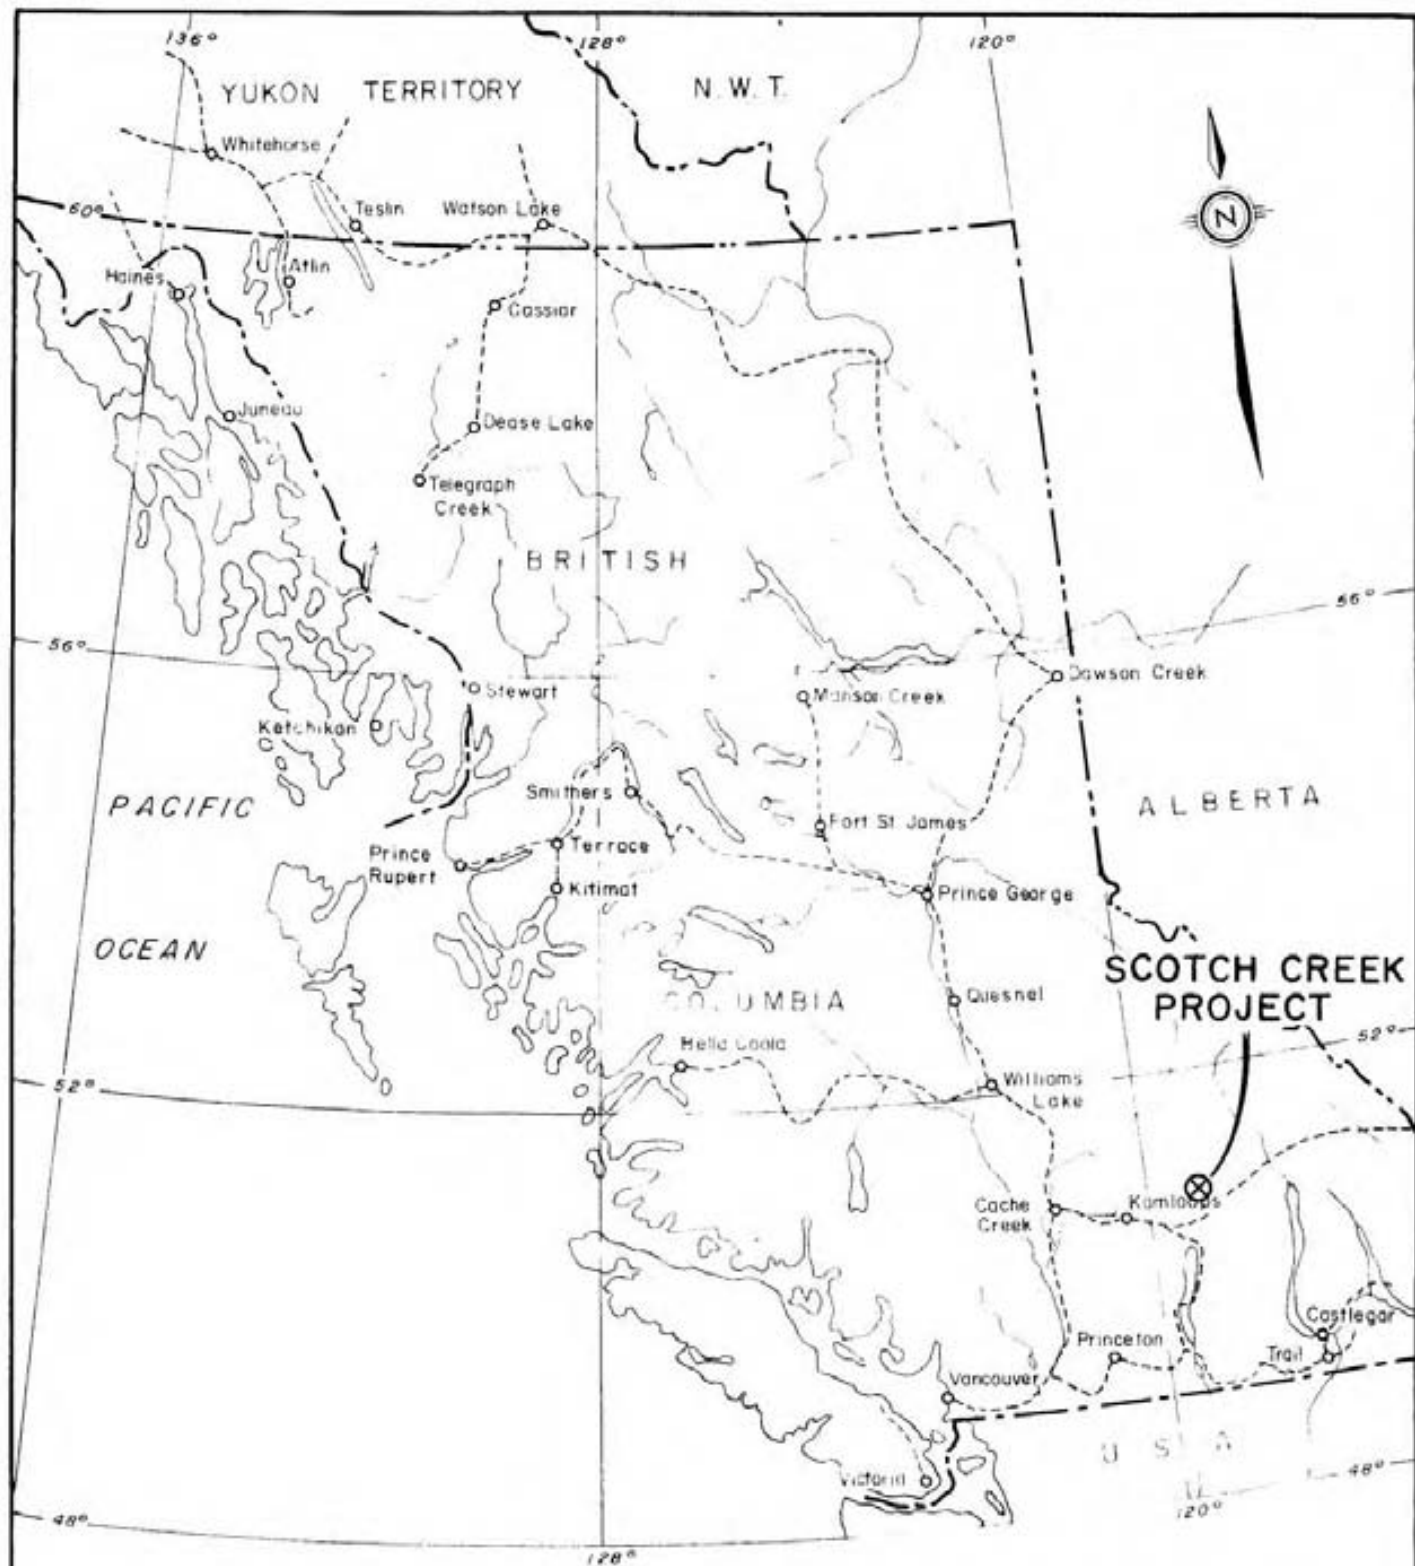 136°
128°
120°
YUKON TERRITORY
N.W.T.
Whitehorse
Teslin
Watson Lake
60°
Haines
Atlin
Cassiar
Juneau
Dease Lake
Telegraph
Creek
BRITISH
56°
56°
Dawson Creek
Stewart
Manson Creek
Ketchikan
PACIFIC
Smithers
ALBERTA
Fort St. James
Terrace
Prince
Rupert
Kitimat
Prince George
OCEAN
SCOTCH CREEK
PROJECT
COLUMBIA
Quesnel
Bella Coola
52°
52°
Williams
Lake
Cache
Creek
Kamloops
Castlegar
Princeton
Trail
Vancouver
U S A
Victoria
48°
120°
48°
128°
N